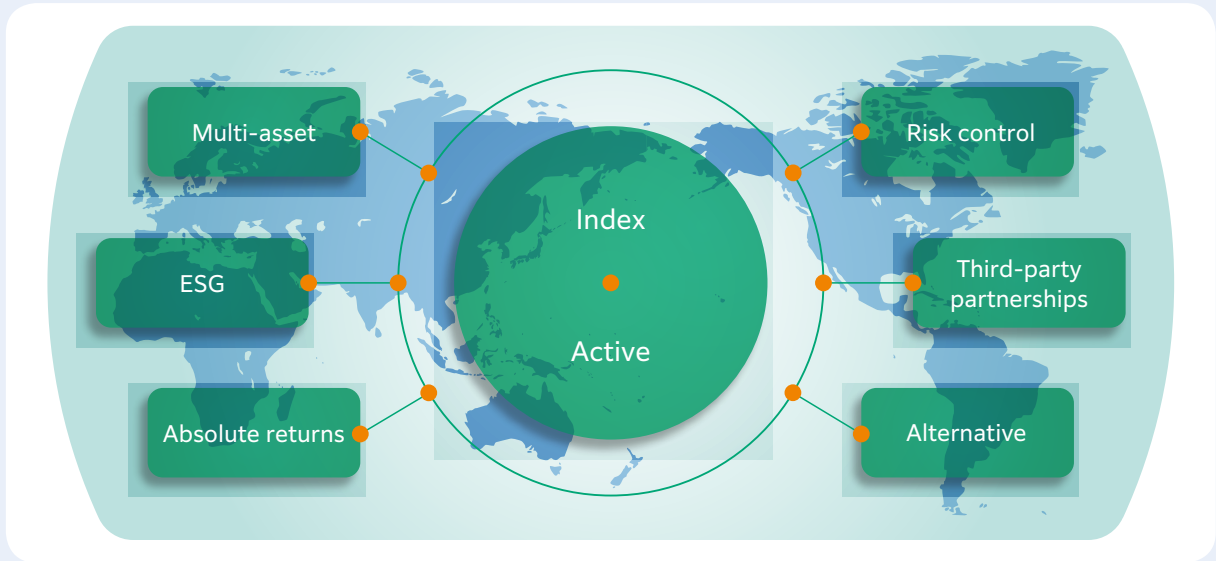 Multi-asset
ESG
Absolute returns
Index
Active
Risk control
Third-party
partnerships
Alternative